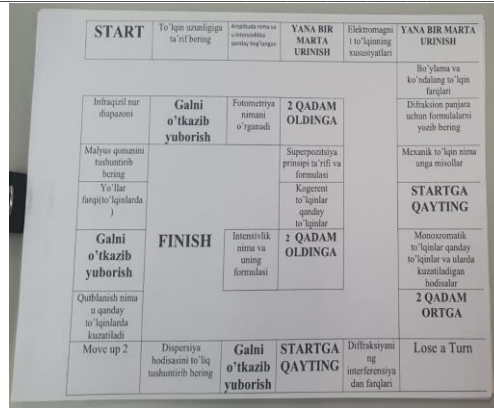 START
To'lqin uzunligiga
ta'rif bering
Amplituda nima va
u intensivlikka
qanday bog'langan
YANA BIR
MARTA
URINISH
Elektromagni
t to'lqinning
xususiyatlari
YANA BIR MARTA
URINISH
Bo'ylama va
ko'ndalang to'lqin
farqlari
Infraqizil nur
diapazoni
Galni
o'tkazib
yuborish
Fotometriya
nimani
o'rganadi
2 QADAM
OLDINGA
Difraksion panjara
uchun formulalarni
yozib bering
Malyus qonunini
tushuntirib
bering
Superpozitsiya
prinsipi ta'rifi va
formulasi
Mexanik to'lqin nima
unga misollar
Yo'llar
farqi(to'lqinlarda
)
Kogerent
to'lqinlar
qanday
to'lqinlar
STARTGA
QAYTING
Galni
o'tkazib
yuborish
FINISH
Intensivlik
nima va
uning
formulasi
2 QADAM
OLDINGA
Monoxromatik
to'lqinlar qanday
to'lqinlar va ularda
kuzatiladigan
hodisalar
Qutblanish nima
u qanday
to'lqinlarda
kuzatiladi
2 QADAM
ORTGA
Move up 2
Dispersiya
hodisasini to'liq
tushuntirib bering
Galni
o'tkazib
yuborish
STARTGA
QAYTING
Diffraksiyani
ng
interferensiya
dan farqlari
Lose a Turn